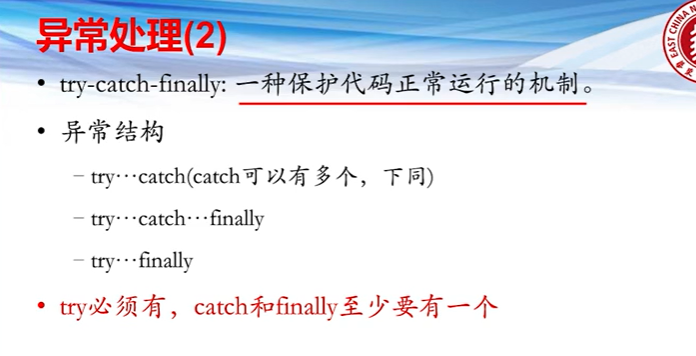 异常处理(2)
EAST CHINA N
• try-catch-finally: 一种保护代码正常运行的机制。
• 异常结构
– try…catch(catch可以有多个，下同)
– try…catch…finally
– try…finally
• try必须有，catch和finally至少要有一个